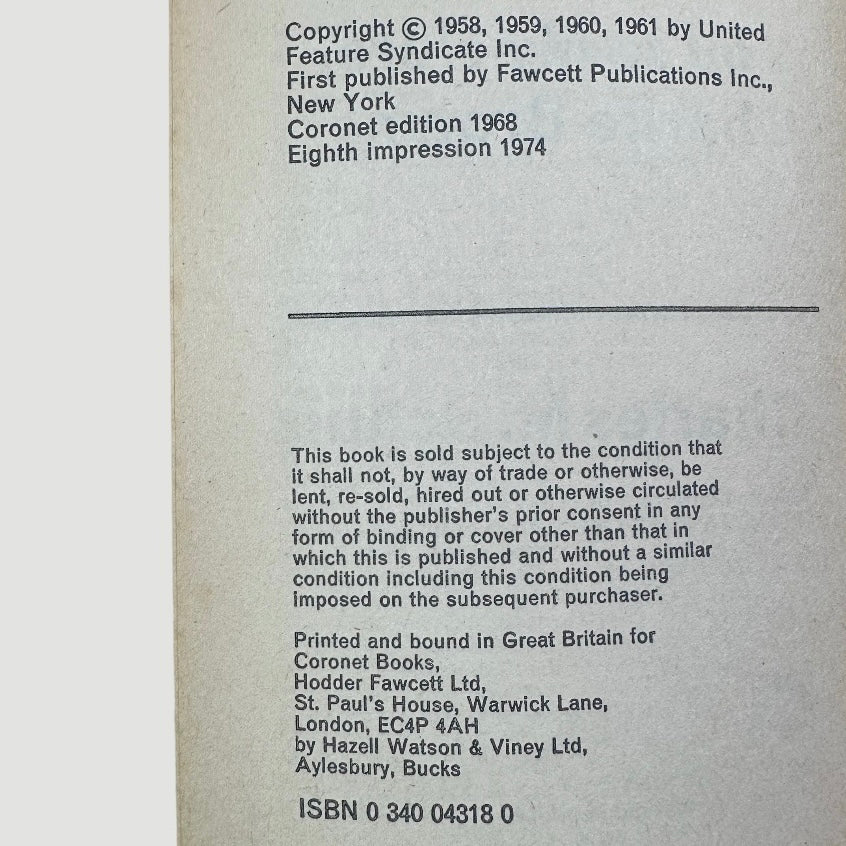 Copyright © 1958, 1959, 1960, 1961 by United
Feature Syndicate Inc.
First published by Fawcett Publications Inc.,
New York
Coronet edition 1968
Eighth impression 1974
This book is sold subject to the condition that
it shall not, by way of trade or otherwise, be
lent, re-sold, hired out or otherwise circulated
without the publisher's prior consent in any
form of binding or cover other than that in
which this is published and without a similar
condition including this condition being
imposed on the subsequent purchaser.
Printed and bound in Great Britain for
Coronet Books,
Hodder Fawcett Ltd,
St. Paul's House, Warwick Lane,
London, EC4P 4AH
by Hazell Watson & Viney Ltd,
Aylesbury, Bucks
ISBN 0 340 04318 0